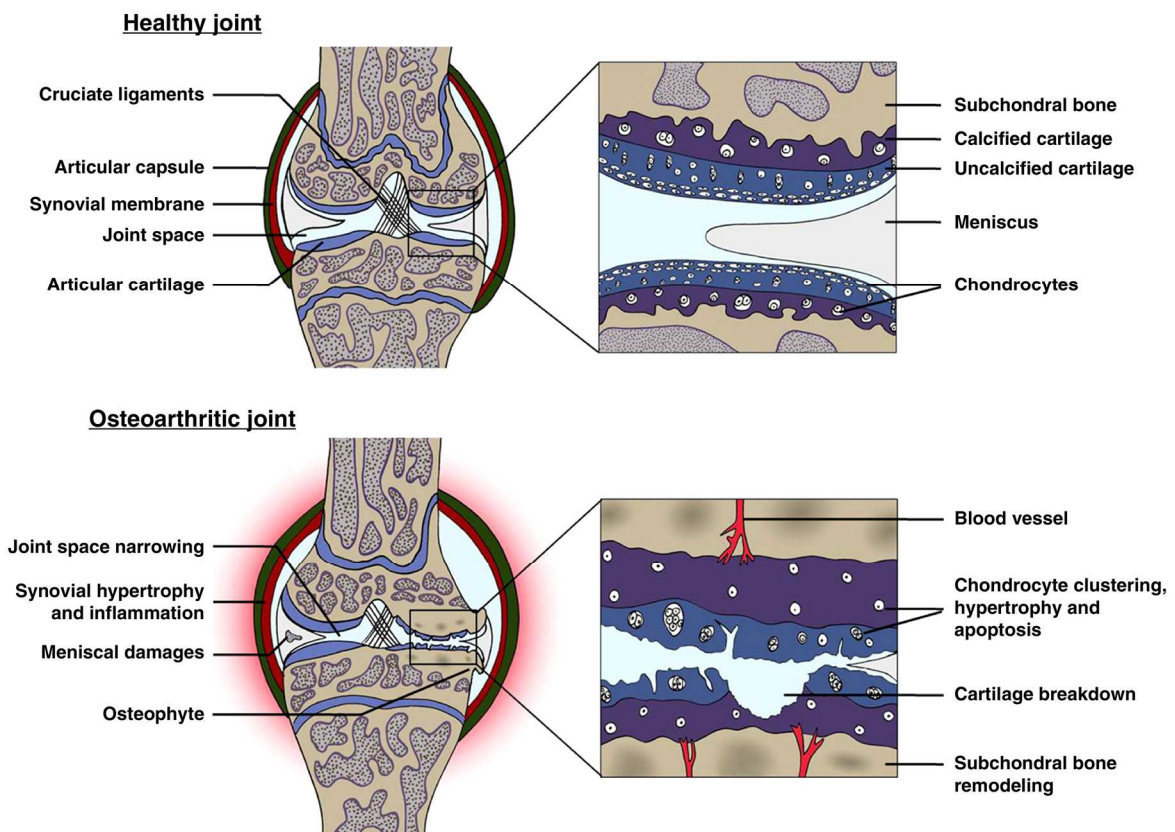 Healthy joint
Cruciate ligaments
Articular capsule
Synovial membrane
Joint space
Articular cartilage
Subchondral bone
Calcified cartilage
Uncalcified cartilage
Meniscus
Chondrocytes
Osteoarthritic joint
Joint space narrowing
Synovial hypertrophy
and inflammation
Meniscal damages
Osteophyte
Blood vessel
Chondrocyte clustering,
hypertrophy and
apoptosis
Cartilage breakdown
Subchondral bone
remodeling